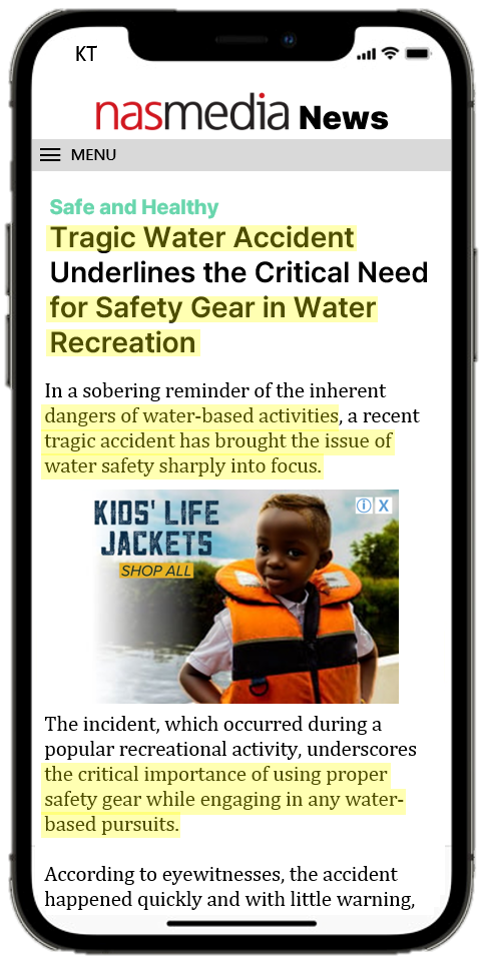 KT
nasmedia News
MENU
Safe and Healthy
Tragic Water Accident
Underlines the Critical Need
for Safety Gear in Water
Recreation
In a sobering reminder of the inherent
dangers of water-based activities, a recent
tragic accident has brought the issue of
water safety sharply into focus.
KIDS' LIFE
JACKETS
SHOP ALL
X
The incident, which occurred during a
popular recreational activity, underscores
the critical importance of using proper
safety gear while engaging in any water-
based pursuits.
According to eyewitnesses, the accident
happened quickly and with little warning,